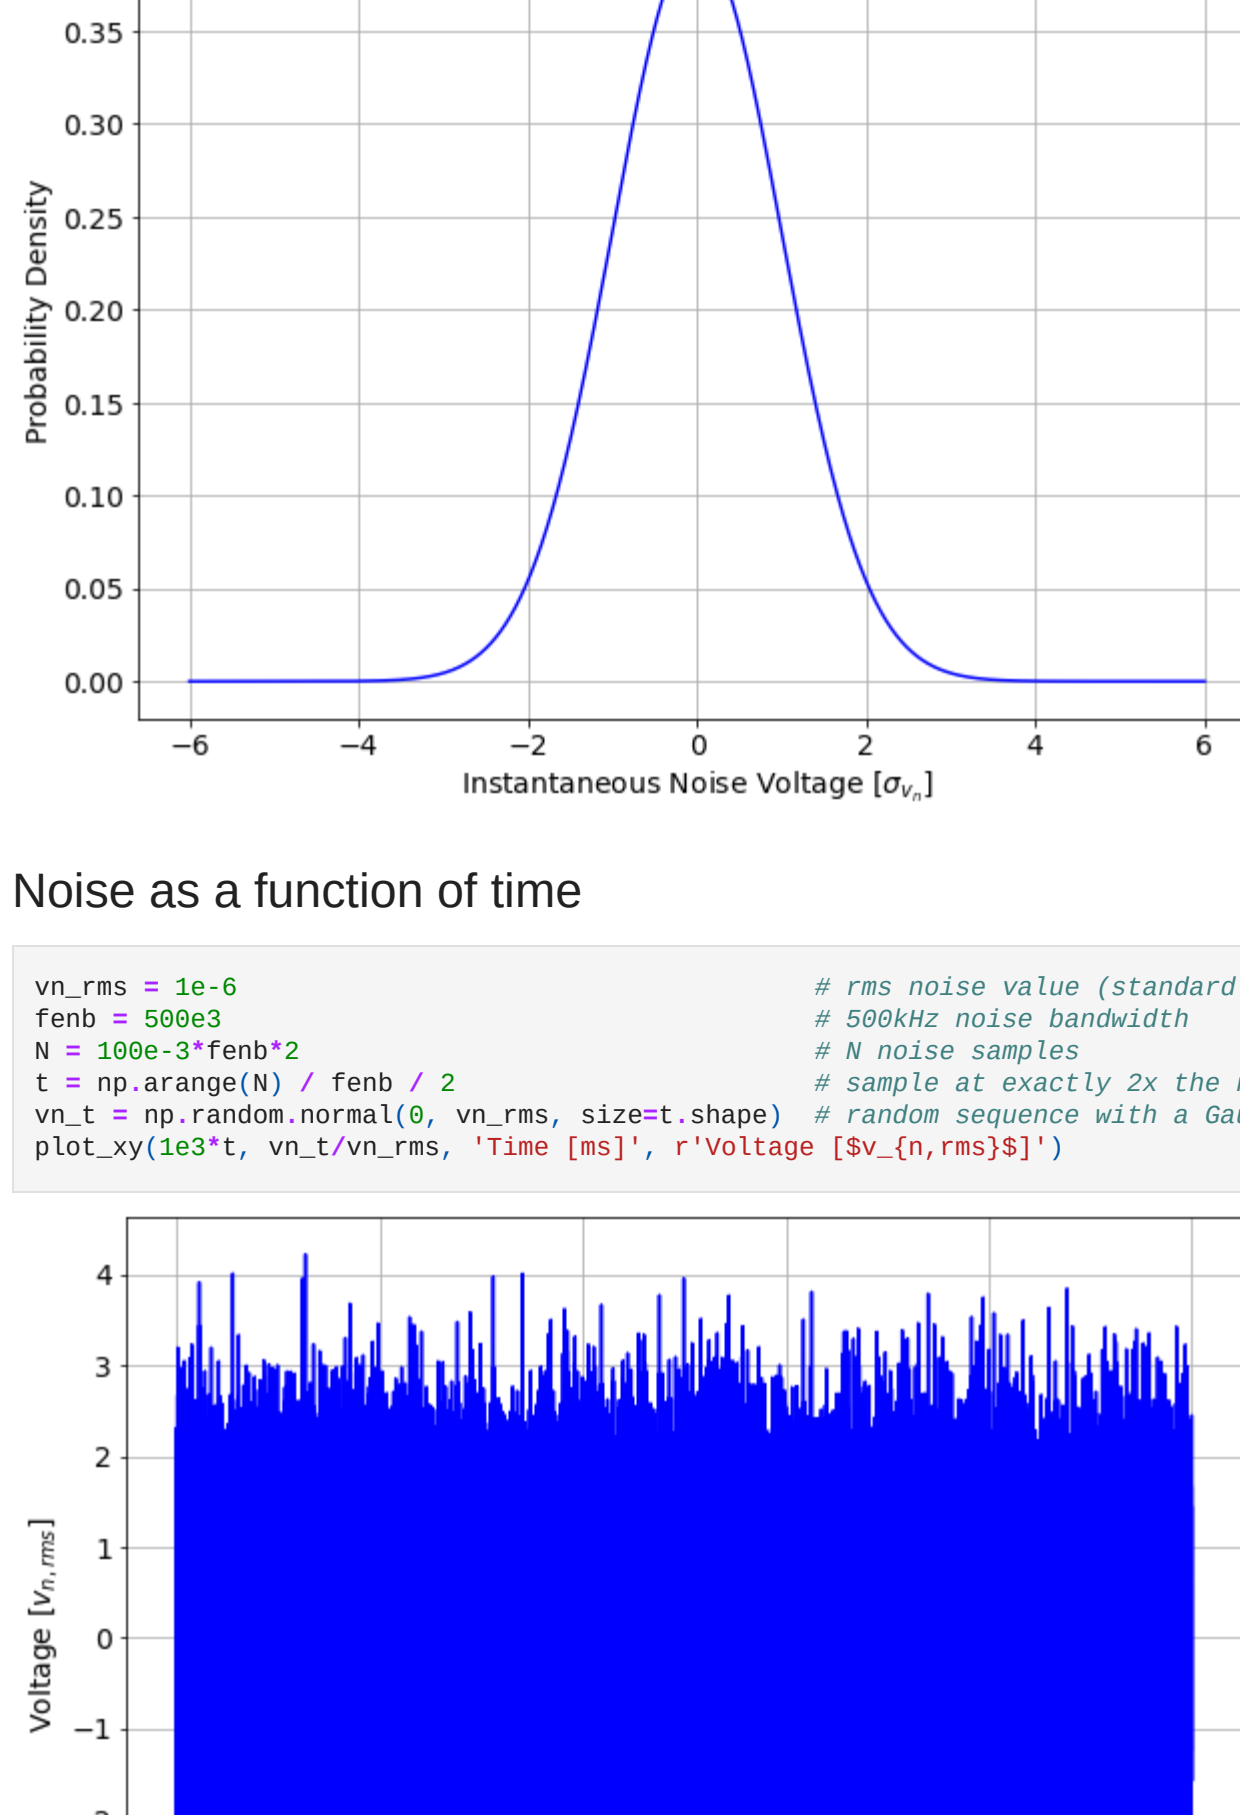 0.35
0.30
0.25
0.20
0.15
0.10
0.05
0.00
Probability Density
−6 −4 −2 0 2 4 6
Instantaneous Noise Voltage [σvn]
Noise as a function of time
vn_rms = 1e-6 # rms noise value (standard
fenb = 500e3 # 500kHz noise bandwidth
N = 100e-3*fenb*2 # N noise samples
t = np.arange(N) / fenb / 2 # sample at exactly 2x the
vn_t = np.random.normal(0, vn_rms, size=t.shape) # random sequence with a
plot_xy(1e3*t, vn_t/vn_rms, 'Time [ms]', r'Voltage [$v_{n,rms}$]')
4
3
2
1
0
−1
Voltage [vn,rms]